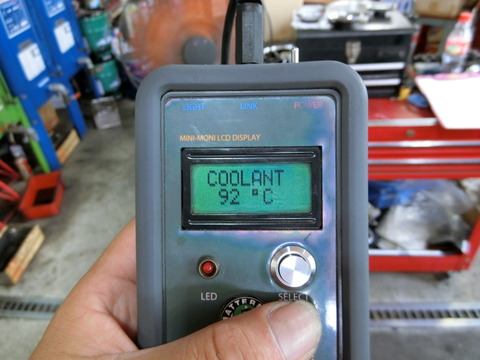 LIGHT LINK POWER
MINI-MONI LCD DISPLAY
COOLANT
92 °C
LED
SELECT